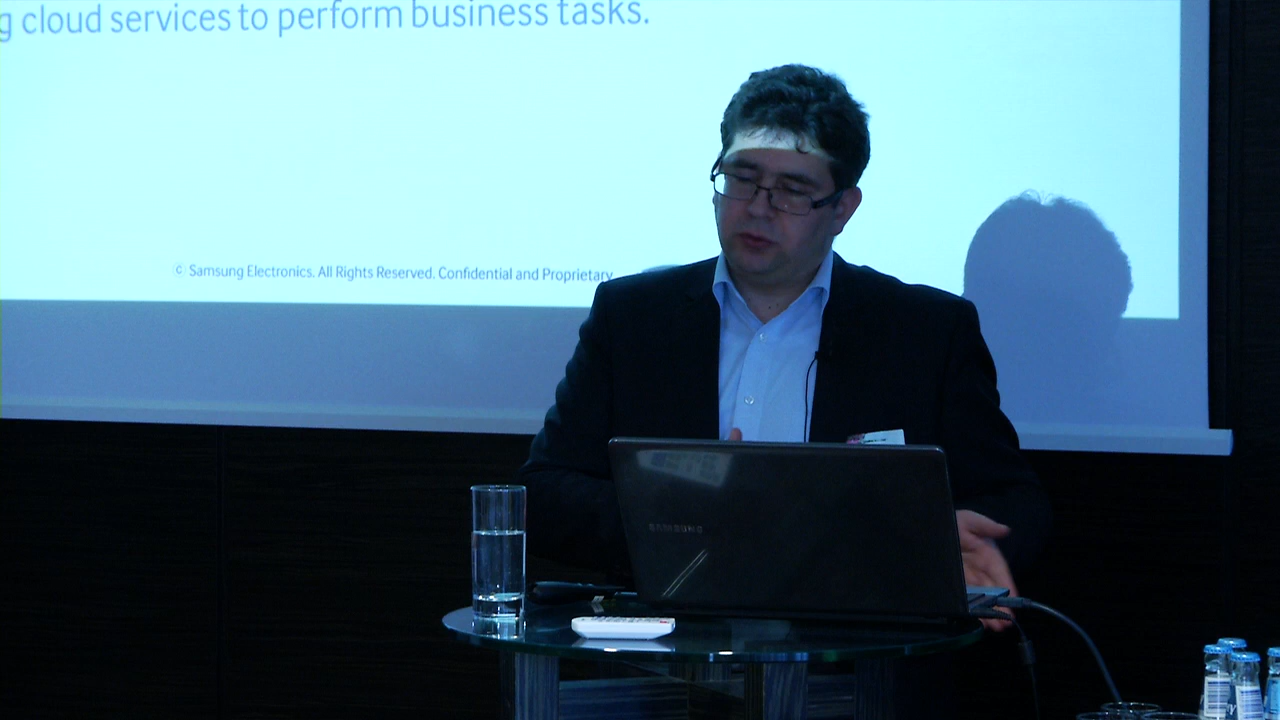 g cloud services to perform business tasks.
© Samsung Electronics. All Rights Reserved. Confidential and Proprietary
SAMSUNG